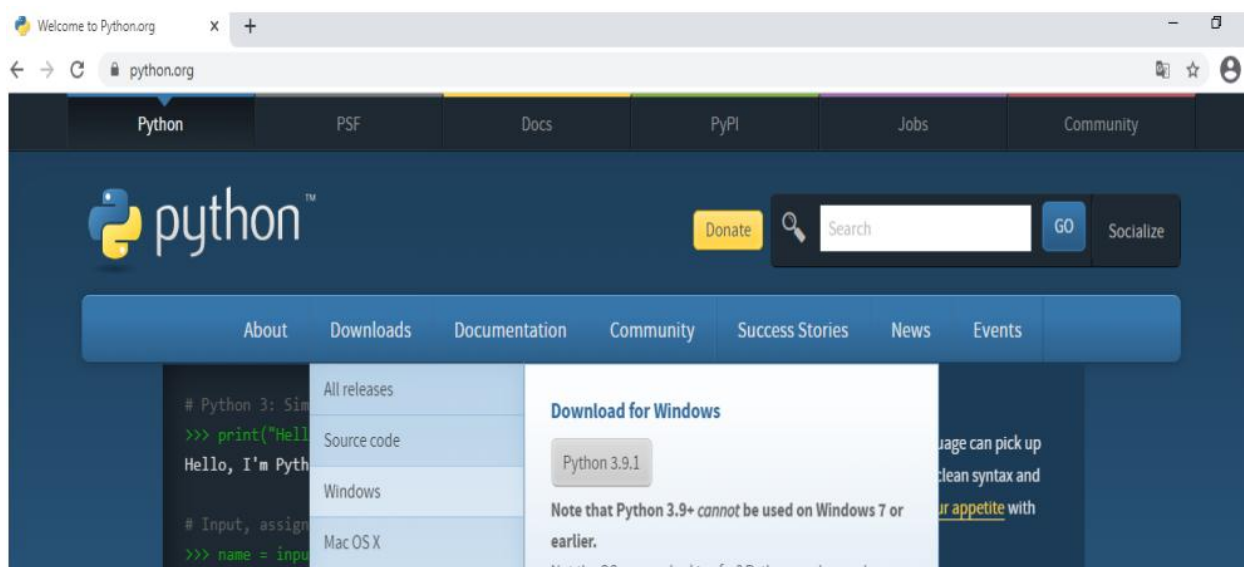 Welcome to Python.org
python.org
Python PSF Docs PyPI Jobs Community
python™
Donate Search GO Socialize
About Downloads Documentation Community Success Stories News Events
# Python 3: Sim
>>> print("Hell
Hello, I'm Pyth
# Input, assign
>>> name = inpu
All releases
Source code
Windows
Mac OS X
Download for Windows
Python 3.9.1
Note that Python 3.9+ cannot be used on Windows 7 or
earlier.
uage can pick up
clean syntax and
ur appetite with